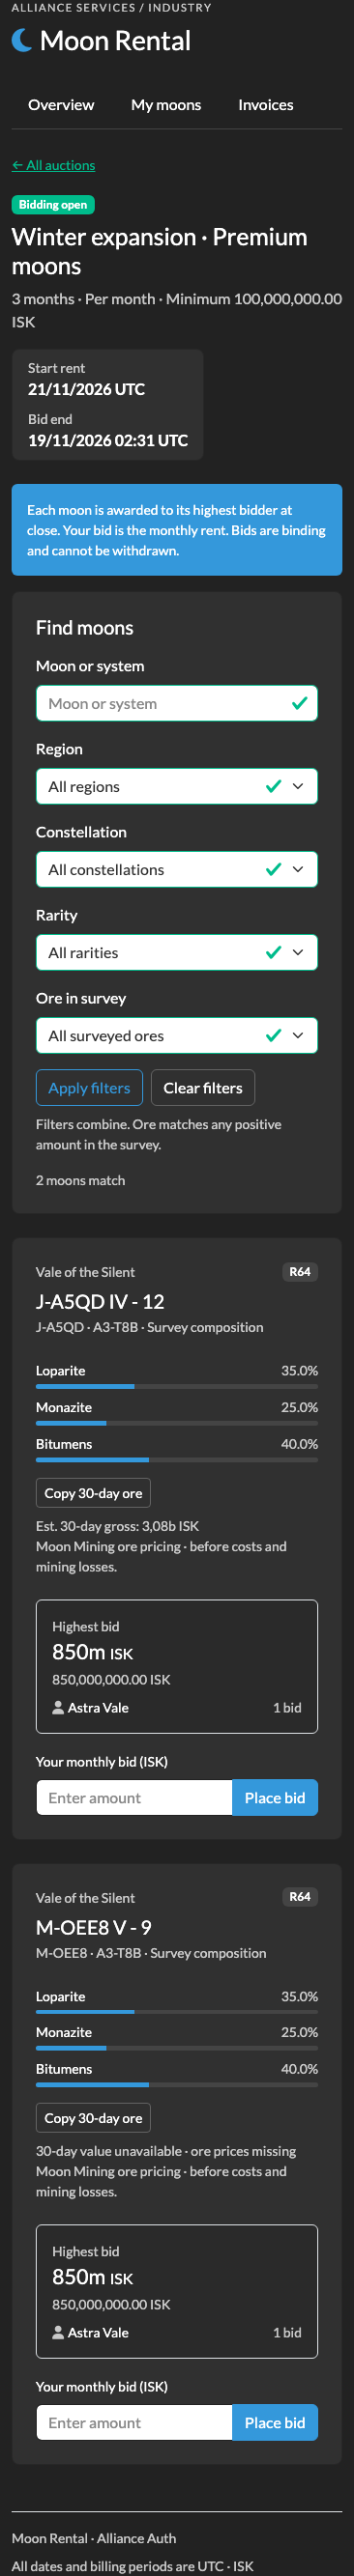 ALLIANCE SERVICES / INDUSTRY
Moon Rental
Overview
My moons
Invoices
← All auctions
Bidding open
Winter expansion · Premium
moons
3 months · Per month · Minimum 100,000,000.00
ISK
Start rent
21/11/2026 UTC
Bid end
19/11/2026 02:31 UTC
Each moon is awarded to its highest bidder at
close. Your bid is the monthly rent. Bids are binding
and cannot be withdrawn.
Find moons
Moon or system
Moon or system
Region
All regions
Constellation
All constellations
Rarity
All rarities
Ore in survey
All surveyed ores
Apply filters
Clear filters
Filters combine. Ore matches any positive
amount in the survey.
2 moons match
Vale of the Silent R64
J-A5QD IV - 12
J-A5QD · A3-T8B · Survey composition
Loparite 35.0%
Monazite 25.0%
Bitumens 40.0%
Copy 30-day ore
Est. 30-day gross: 3,08b ISK
Moon Mining ore pricing · before costs and
mining losses.
Highest bid
850m ISK
850,000,000.00 ISK
Astra Vale 1 bid
Your monthly bid (ISK)
Enter amount Place bid
Vale of the Silent R64
M-OEE8 V - 9
M-OEE8 · A3-T8B · Survey composition
Loparite 35.0%
Monazite 25.0%
Bitumens 40.0%
Copy 30-day ore
30-day value unavailable · ore prices missing
Moon Mining ore pricing · before costs and
mining losses.
Highest bid
850m ISK
850,000,000.00 ISK
Astra Vale 1 bid
Your monthly bid (ISK)
Enter amount Place bid
Moon Rental · Alliance Auth
All dates and billing periods are UTC · ISK